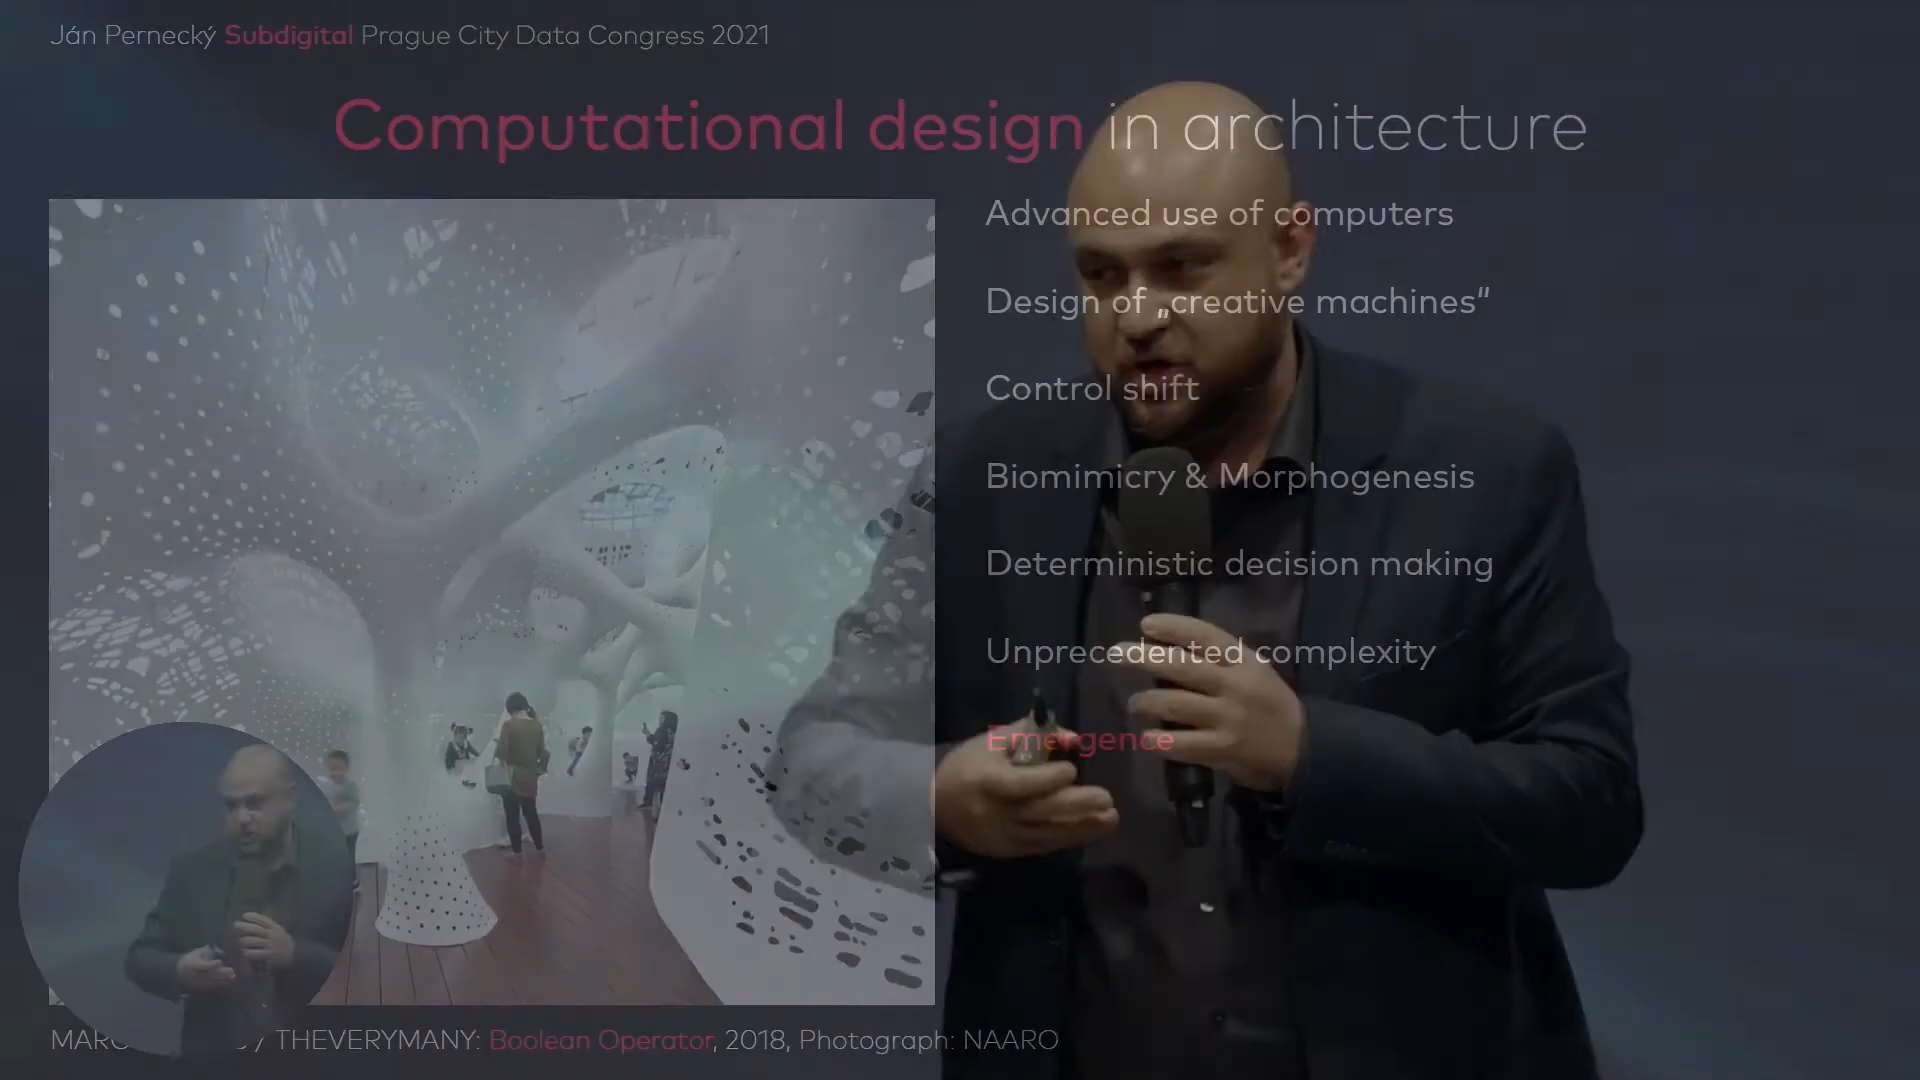 Ján Pernecký Subdigital Prague City Data Congress 2021
Computational design in architecture
Advanced use of computers
Design of „creative machines“
Control shift
Biomimicry & Morphogenesis
Deterministic decision making
Unprecedented complexity
Emergence
/ THEVERYMANY: Boolean Operator, 2018, Photograph: NAARO